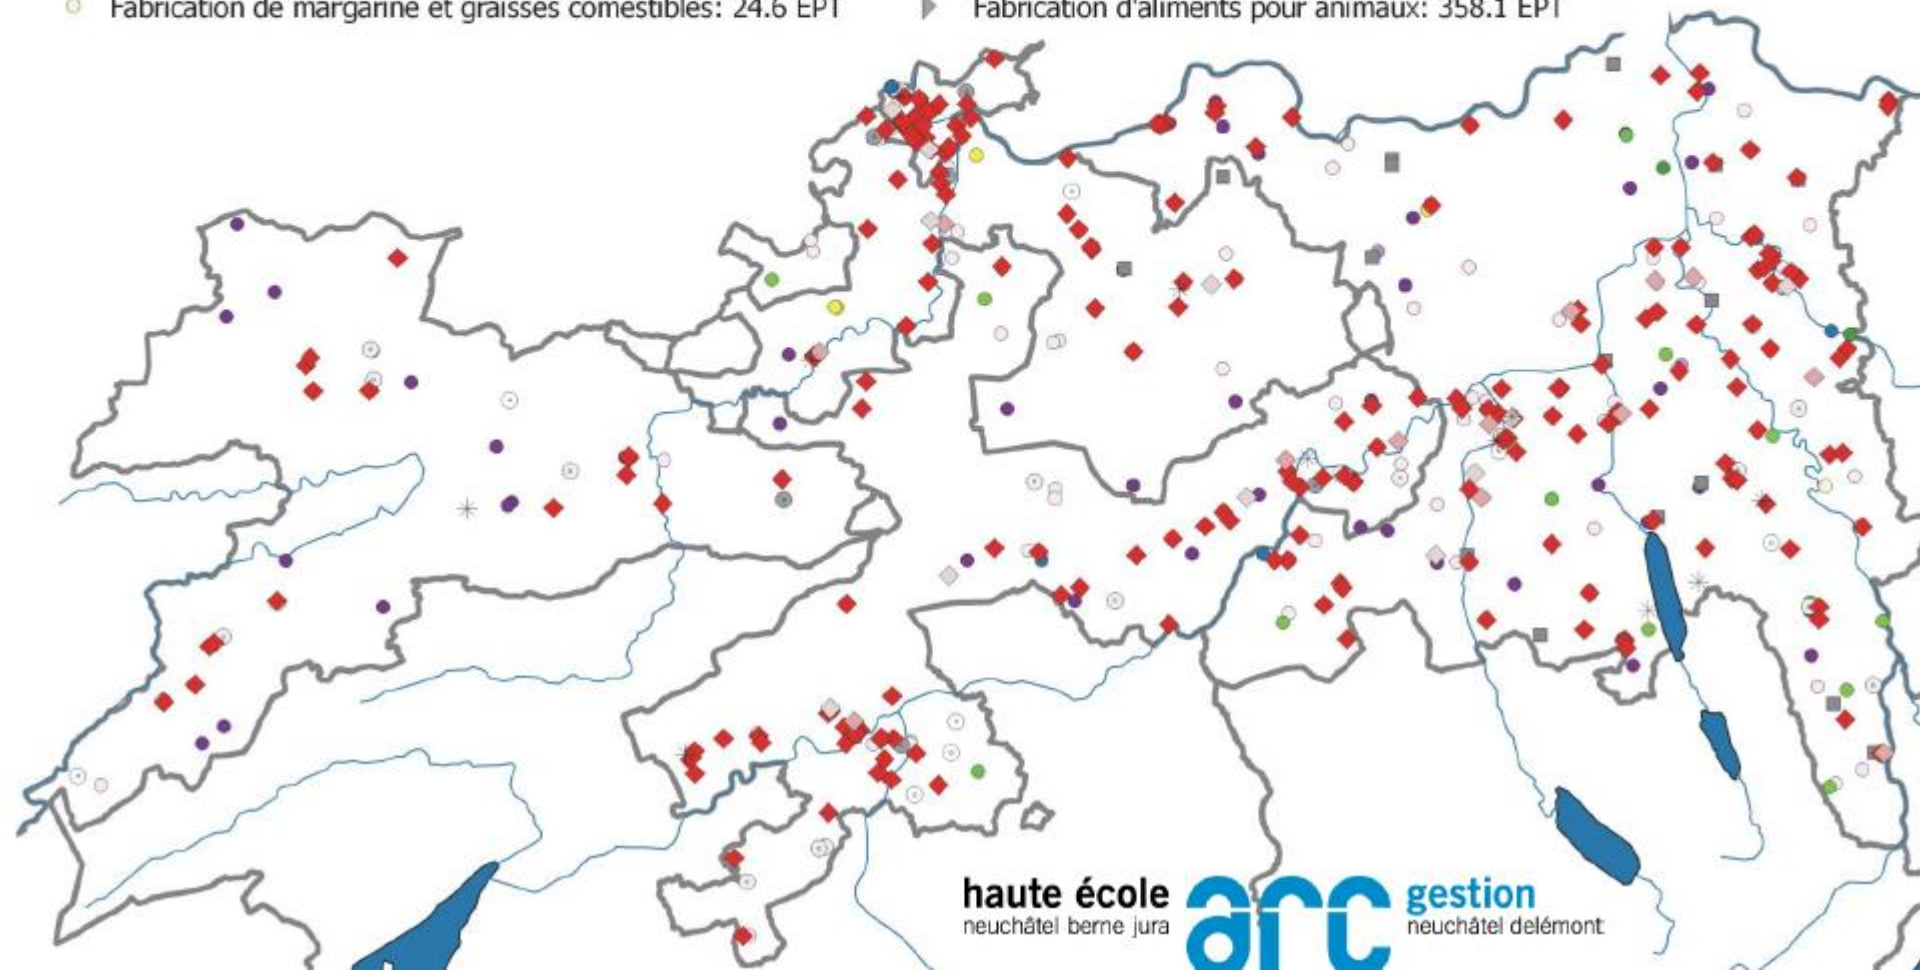 Fabrication de margarine et graisses comestibles: 24.6 EPT
Fabrication d'aliments pour animaux: 358.1 EPT
haute école
neuchâtel berne jura
arc
gestion
neuchâtel delémont